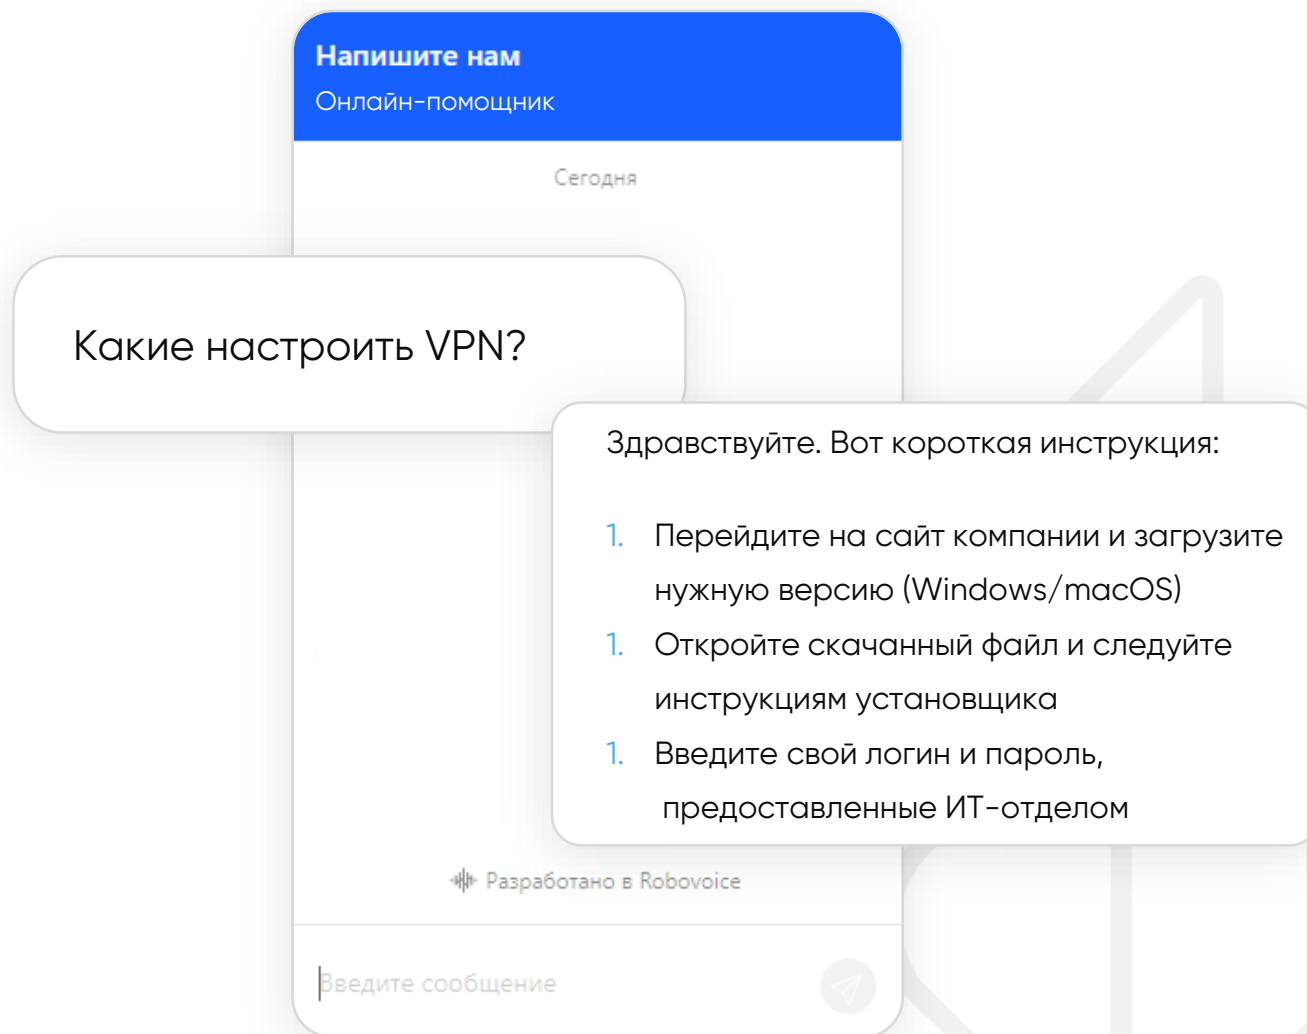 Напишите нам
Онлайн-помощник
Сегодня
Какие настроить VPN?
Здравствуйте. Вот короткая инструкция:
1. Перейдите на сайт компании и загрузите
нужную версию (Windows/macOS)
1. Откройте скачанный файл и следуйте
инструкциям установщика
1. Введите свой логин и пароль,
предоставленные ИТ-отделом
Разработано в Robovoice
Введите сообщение